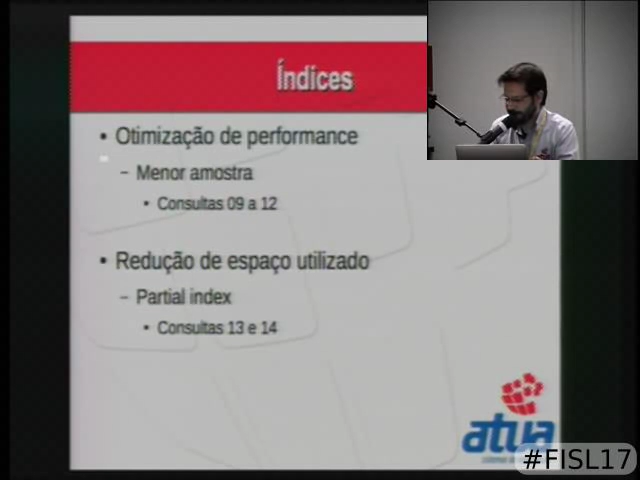 Índices
• Otimização de performance
– Menor amostra
• Consultas 09 a 12
• Redução de espaço utilizado
– Partial index
• Consultas 13 e 14
atua
#FISL17